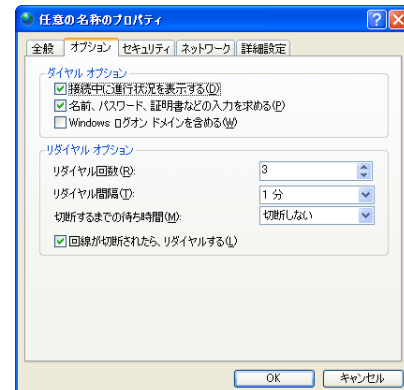 任意の名称のプロパティ
全般 オプション セキュリティ ネットワーク 詳細設定
ダイヤル オプション
接続中に進行状況を表示する(D)
名前、パスワード、証明書などの入力を求める(P)
Windows ログオン ドメインを含める(W)
リダイヤル オプション
リダイヤル回数(R): 3
リダイヤル間隔(T): 1 分
切断するまでの待ち時間(M): 切断しない
回線が切断されたら、リダイヤルする(L)
OK キャンセル